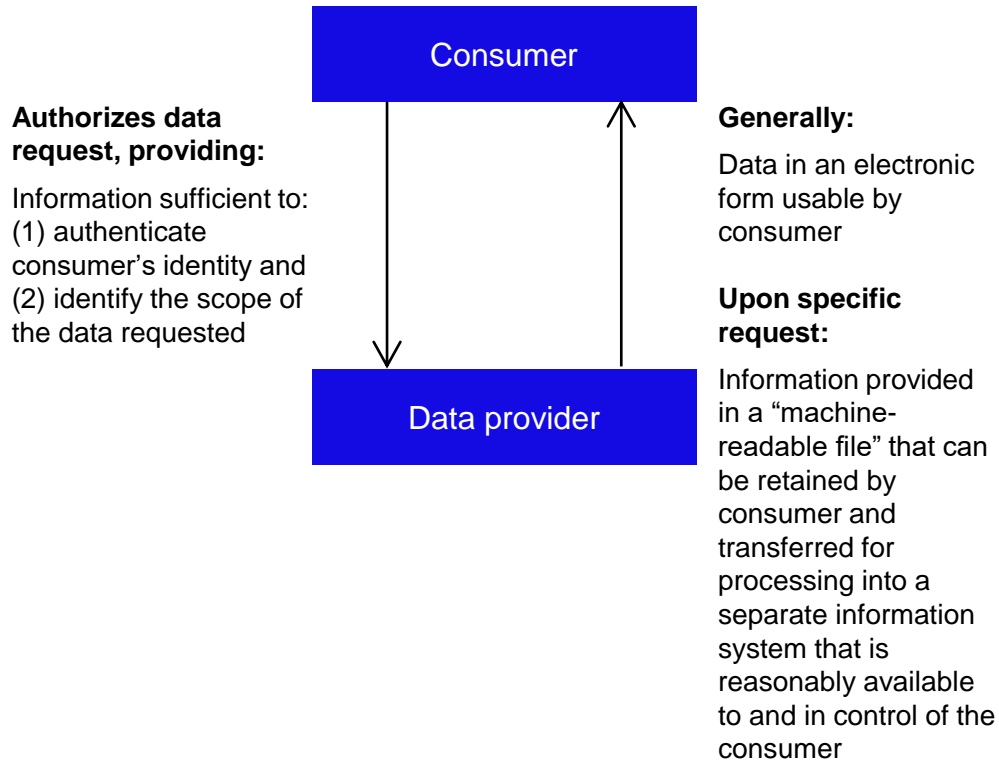 Consumer
Authorizes data
request, providing:
Information sufficient to:
(1) authenticate
consumer’s identity and
(2) identify the scope of
the data requested
Generally:
Data in an electronic
form usable by
consumer
Upon specific
request:
Data provider
Information provided
in a “machine-
readable file” that can
be retained by
consumer and
transferred for
processing into a
separate information
system that is
reasonably available
to and in control of the
consumer